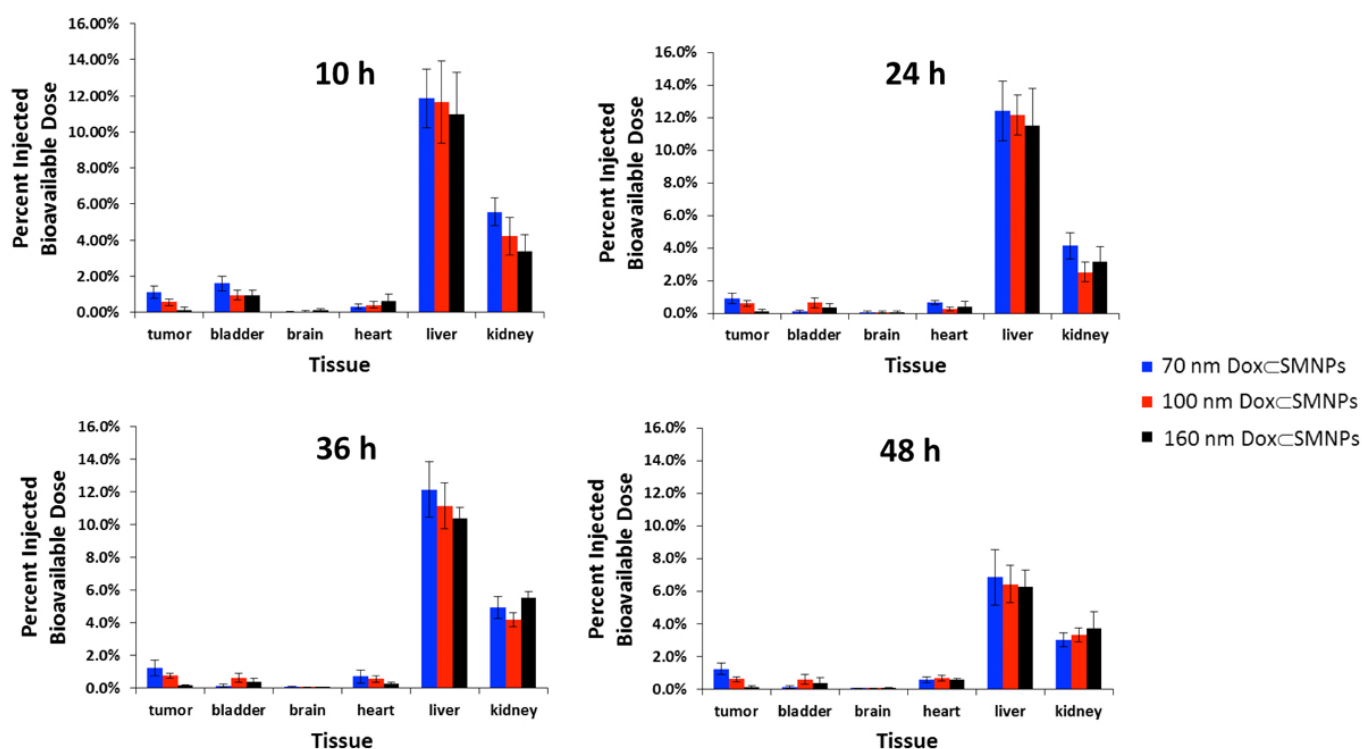 10 h
Percent Injected
Bioavailable Dose
16.00%
14.00%
12.00%
10.00%
8.00%
6.00%
4.00%
2.00%
0.00%
tumor bladder brain heart liver kidney
Tissue
24 h
Percent Injected
Bioavailable Dose
16.0%
14.0%
12.0%
10.0%
8.0%
6.0%
4.0%
2.0%
0.0%
tumor bladder brain heart liver kidney
Tissue
70 nm Dox⊂SMNPs
100 nm Dox⊂SMNPs
160 nm Dox⊂SMNPs
36 h
Percent Injected
Bioavailable Dose
16.0%
14.0%
12.0%
10.0%
8.0%
6.0%
4.0%
2.0%
0.0%
tumor bladder brain heart liver kidney
Tissue
48 h
Percent Injected
Bioavailable Dose
16.0%
14.0%
12.0%
10.0%
8.0%
6.0%
4.0%
2.0%
0.0%
tumor bladder brain heart liver kidney
Tissue